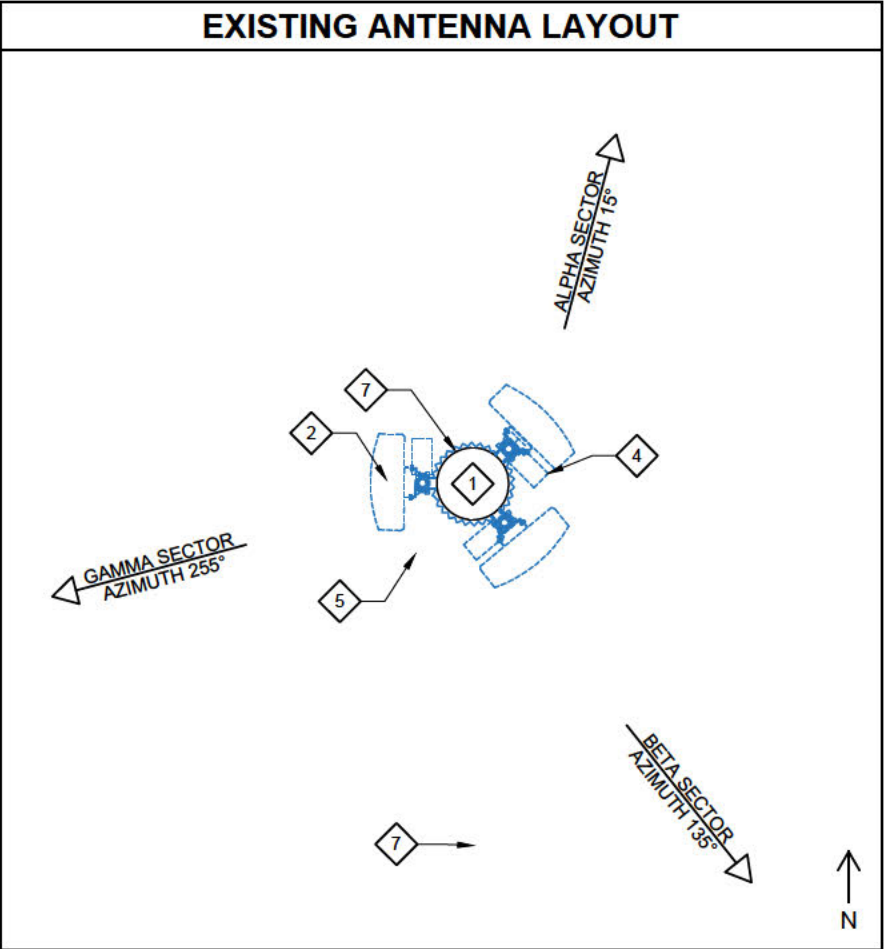 EXISTING ANTENNA LAYOUT
ALPHA SECTOR
AZIMUTH 15°
7
2
1
4
GAMMA SECTOR
AZIMUTH 255°
5
BETA SECTOR
AZIMUTH 135°
7
N